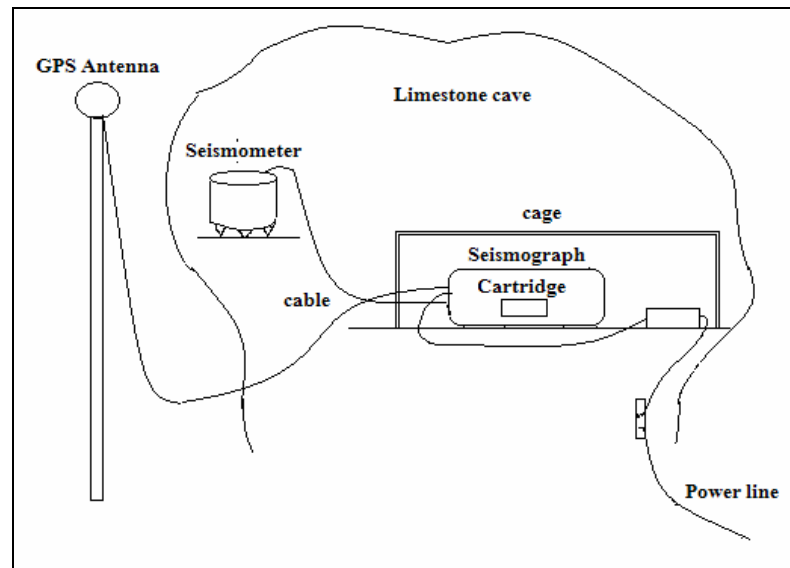 GPS Antenna
Limestone cave
Seismometer
cage
Seismograph
Cartridge
cable
Power line